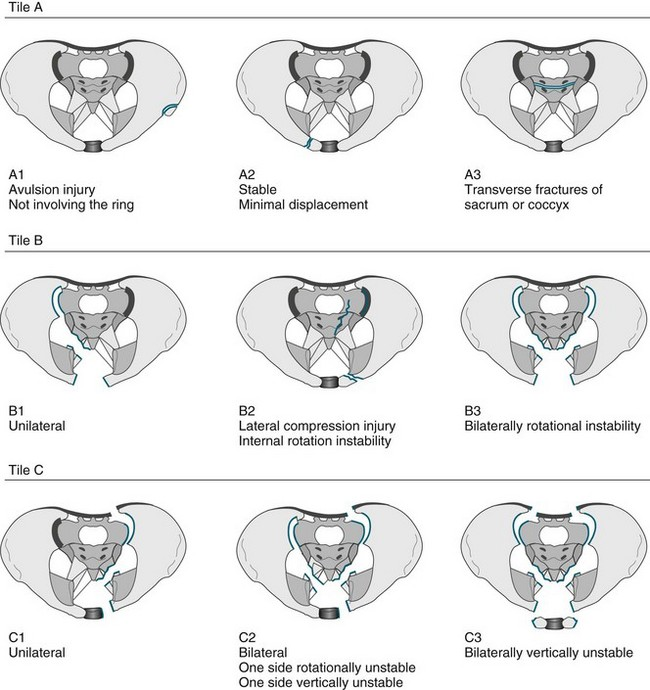 Tile A
A1
Avulsion injury
Not involving the ring
A2
Stable
Minimal displacement
A3
Transverse fractures of
sacrum or coccyx
Tile B
B1
Unilateral
B2
Lateral compression injury
Internal rotation instability
B3
Bilaterally rotational instability
Tile C
C1
Unilateral
C2
Bilateral
One side rotationally unstable
One side vertically unstable
C3
Bilaterally vertically unstable